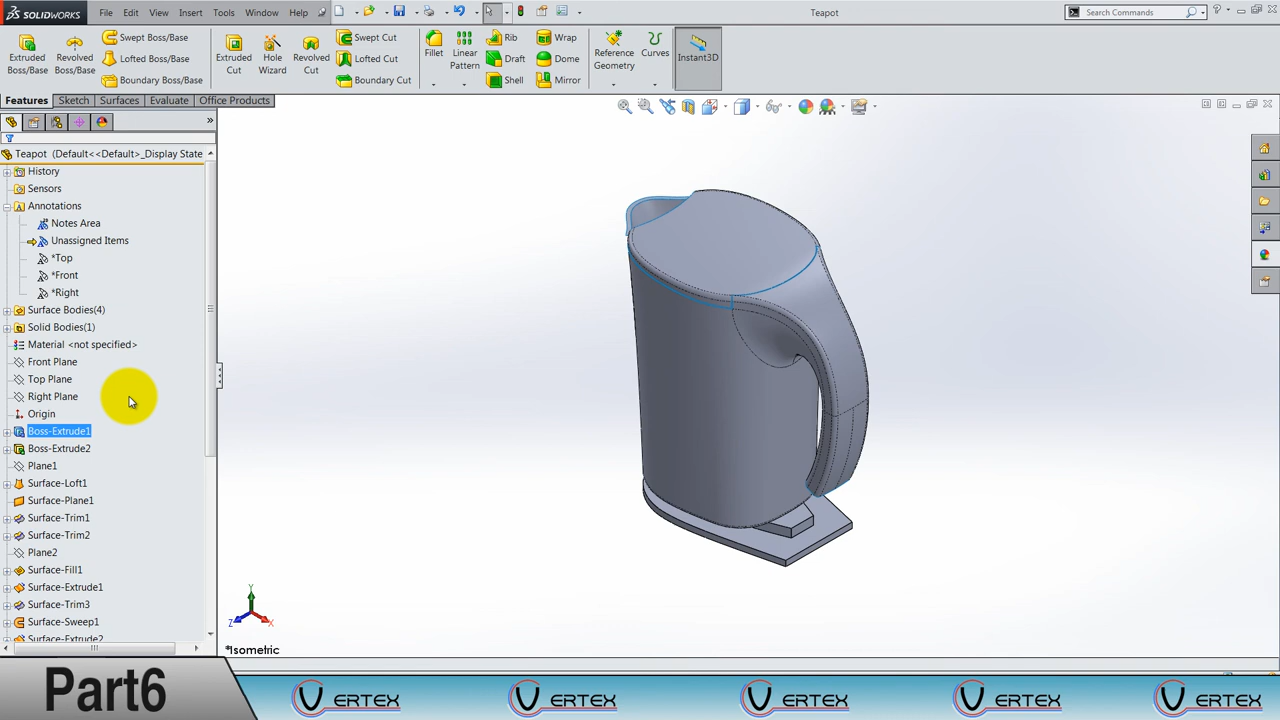 SOLIDWORKS File Edit View Insert Tools Window Help Teapot Search Commands
Extruded Boss/Base
Revolved Boss/Base
Swept Boss/Base
Lofted Boss/Base
Boundary Boss/Base
Extruded Cut
Hole Wizard
Revolved Cut
Swept Cut
Lofted Cut
Boundary Cut
Fillet
Linear Pattern
Rib
Draft
Shell
Wrap
Dome
Mirror
Reference Geometry
Curves
Instant3D
Features Sketch Surfaces Evaluate Office Products
Teapot (Default<<Default>_Display State
History
Sensors
Annotations
Notes Area
Unassigned Items
*Top
*Front
*Right
Surface Bodies(4)
Solid Bodies(1)
Material <not specified>
Front Plane
Top Plane
Right Plane
Origin
Boss-Extrude1
Boss-Extrude2
Plane1
Surface-Loft1
Surface-Plane1
Surface-Trim1
Surface-Trim2
Plane2
Surface-Fill1
Surface-Extrude1
Surface-Trim3
Surface-Sweep1
Surface-Extrude2
Y
Z
X
*Isometric
Part6
VERTEX VERTEX VERTEX VERTEX VERTEX